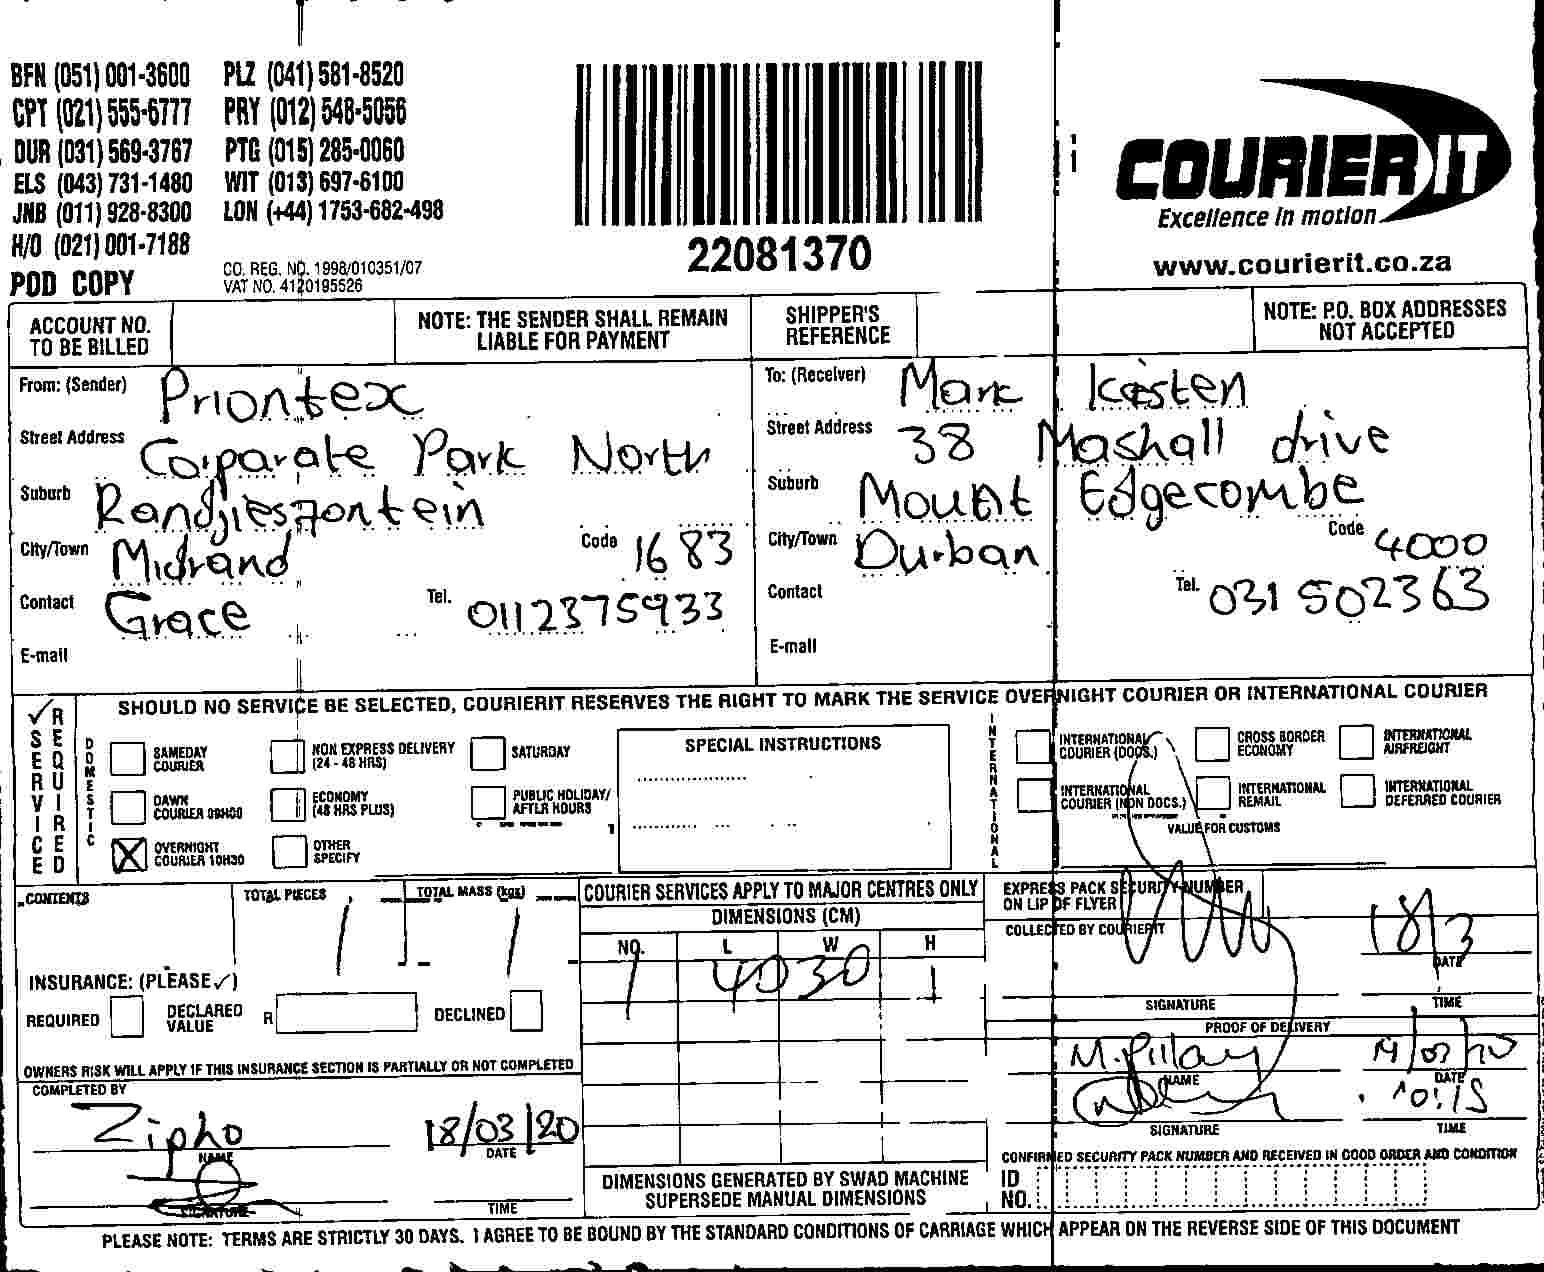 BFN (051) 001-3600 PLZ (041) 581-8520
CPT (021) 555-6777 PRY (012) 548-5056
DUR (031) 569-3767 PTG (015) 285-0060
ELS (043) 731-1480 WIT (013) 697-6100
JNB (011) 928-8300 LON (+44) 1753-682-498
H/O (021) 001-7188
POD COPY
CO. REG. NO. 1998/010351/07
VAT NO. 4120195526
22081370
COURIER IT
Excellence in motion
www.courierit.co.za
ACCOUNT NO. TO BE BILLED
NOTE: THE SENDER SHALL REMAIN LIABLE FOR PAYMENT
SHIPPER'S REFERENCE
NOTE: P.O. BOX ADDRESSES NOT ACCEPTED
From: (Sender) Priontex
Street Address Corparate Park North
Suburb Randjiesfontein
City/Town Midrand Code 1683
Contact Grace Tel. 0112375933
E-mail
To: (Receiver) Mark Kosten
Street Address 38 Mashall drive
Suburb Mount Edgecombe
City/Town Durban Code 4000
Contact Tel. 031 502363
E-mail
SERVICE REQUIRED
SHOULD NO SERVICE BE SELECTED, COURIERIT RESERVES THE RIGHT TO MARK THE SERVICE OVERNIGHT COURIER OR INTERNATIONAL COURIER
DOMESTIC
SAMEDAY COURIER
NON EXPRESS DELIVERY (24 - 48 HRS)
SATURDAY
DAWN COURIER 09H00
ECONOMY (48 HRS PLUS)
PUBLIC HOLIDAY/ AFTER HOURS
OVERNIGHT COURIER 10H30
OTHER SPECIFY
SPECIAL INSTRUCTIONS
INTERNATIONAL
INTERNATIONAL COURIER (DOCS.)
CROSS BORDER ECONOMY
INTERNATIONAL AIRFREIGHT
INTERNATIONAL COURIER (NON DOCS.)
INTERNATIONAL REMAIL
INTERNATIONAL DEFERRED COURIER
VALUE FOR CUSTOMS
CONTENTS
TOTAL PIECES 1
TOTAL MASS (kgs) 1
INSURANCE: (PLEASE ✓)
REQUIRED
DECLARED VALUE R
DECLINED
OWNERS RISK WILL APPLY IF THIS INSURANCE SECTION IS PARTIALLY OR NOT COMPLETED
COMPLETED BY
Zipho 18/03/20
NAME DATE
SIGNATURE TIME
COURIER SERVICES APPLY TO MAJOR CENTRES ONLY
DIMENSIONS (CM)
NO. L W H
1 40 30 1
DIMENSIONS GENERATED BY SWAD MACHINE SUPERSEDE MANUAL DIMENSIONS
EXPRESS PACK SECURITY NUMBER ON LIP OF FLYER
COLLECTED BY COURIERIT
18/3
DATE
SIGNATURE TIME
PROOF OF DELIVERY
M. Pillay
NAME DATE
10:15
SIGNATURE TIME
CONFIRMED SECURITY PACK NUMBER AND RECEIVED IN GOOD ORDER AND CONDITION
ID NO.
PLEASE NOTE: TERMS ARE STRICTLY 30 DAYS. I AGREE TO BE BOUND BY THE STANDARD CONDITIONS OF CARRIAGE WHICH APPEAR ON THE REVERSE SIDE OF THIS DOCUMENT